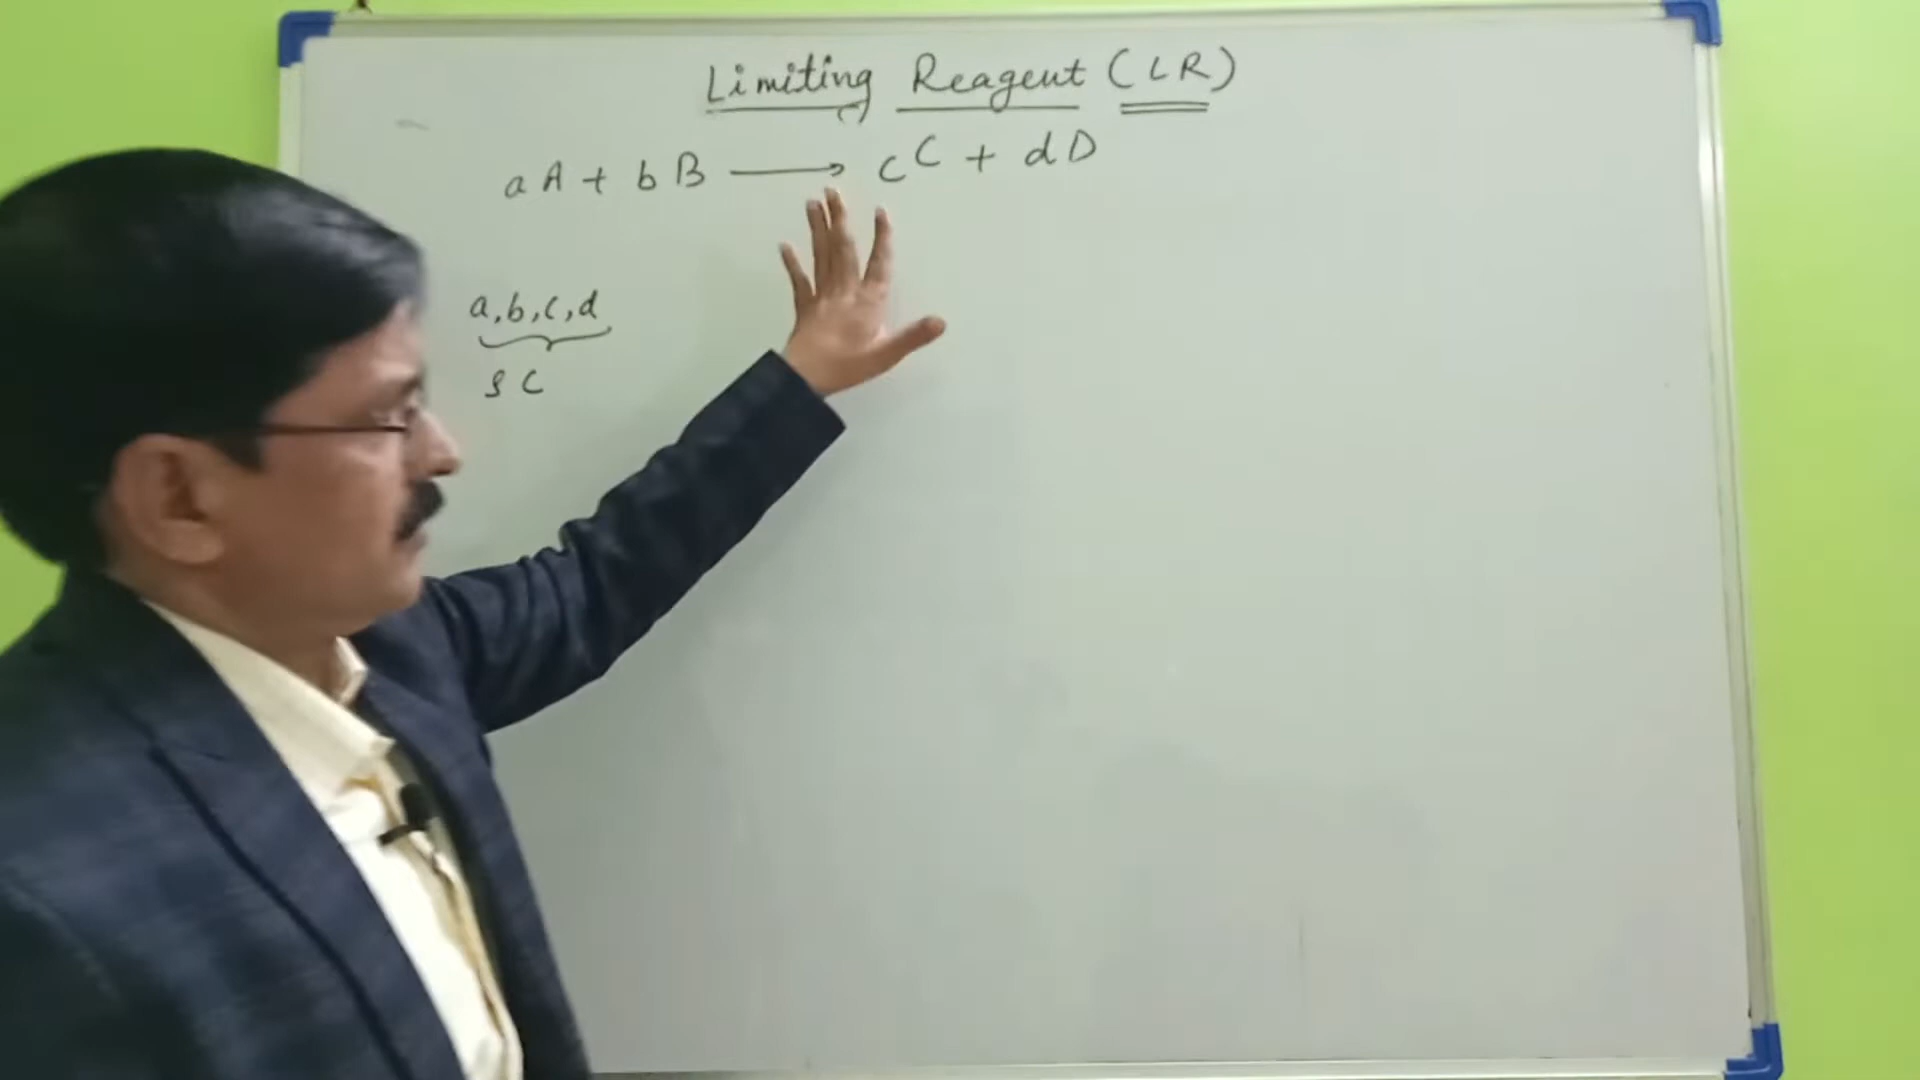 Limiting Reagent (LR)
aA + bB → cC + dD
a,b,c,d
SC